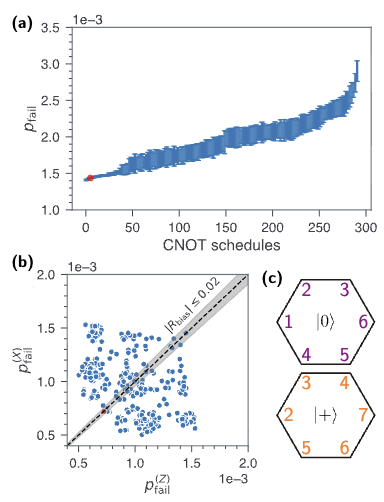 (a)
1e−3
3.5
3.0
2.5
2.0
1.5
1.0
p_fail
0 50 100 150 200 250 300
CNOT schedules
(b)
1e−3
2.0
1.5
1.0
0.5
p_fail^(X)
|R_bias| ≤ 0.02
0.5 1.0 1.5 2.0
1e−3
p_fail^(Z)
(c)
2 3
1 |0⟩ 6
4 5
3 4
2 |+⟩ 7
5 6